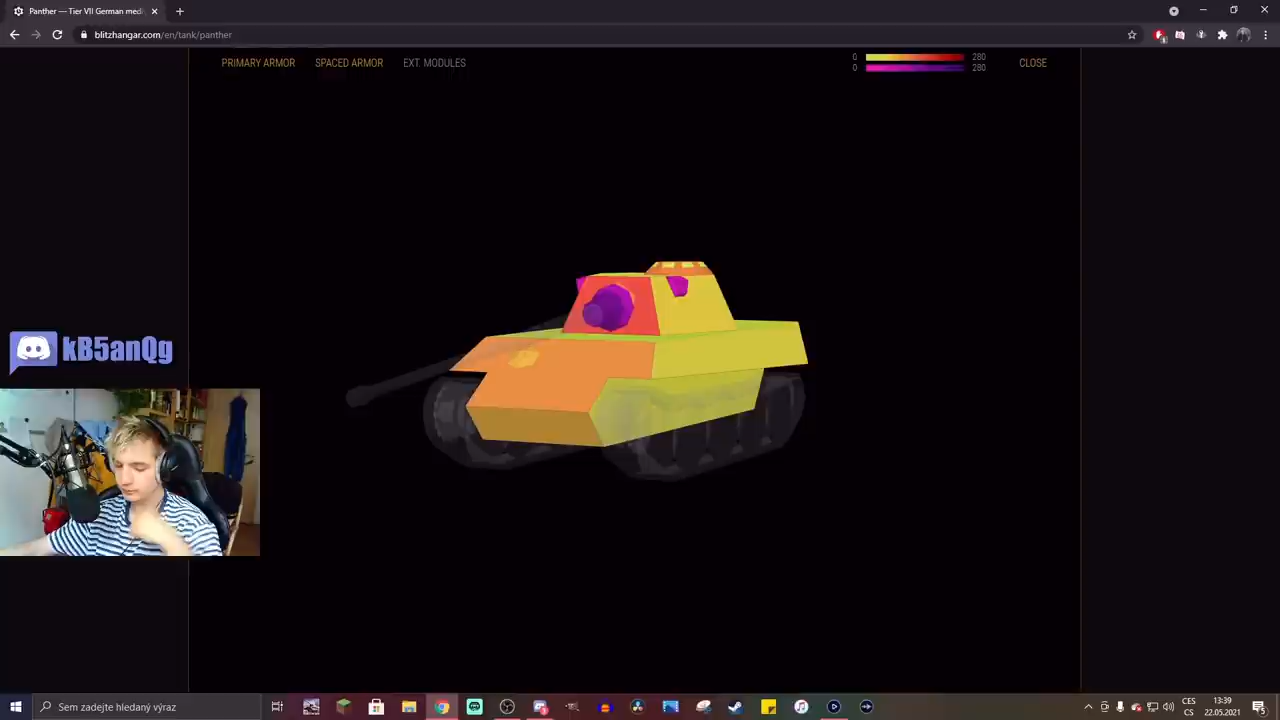 Panther — Tier VII German medi
blitzhangar.com/en/tank/panther
PRIMARY ARMOR SPACED ARMOR EXT. MODULES
0 280
0 280
CLOSE
kB5anQg
Sem zadejte hledaný výraz
CES 13:39
CS 22.05.2021